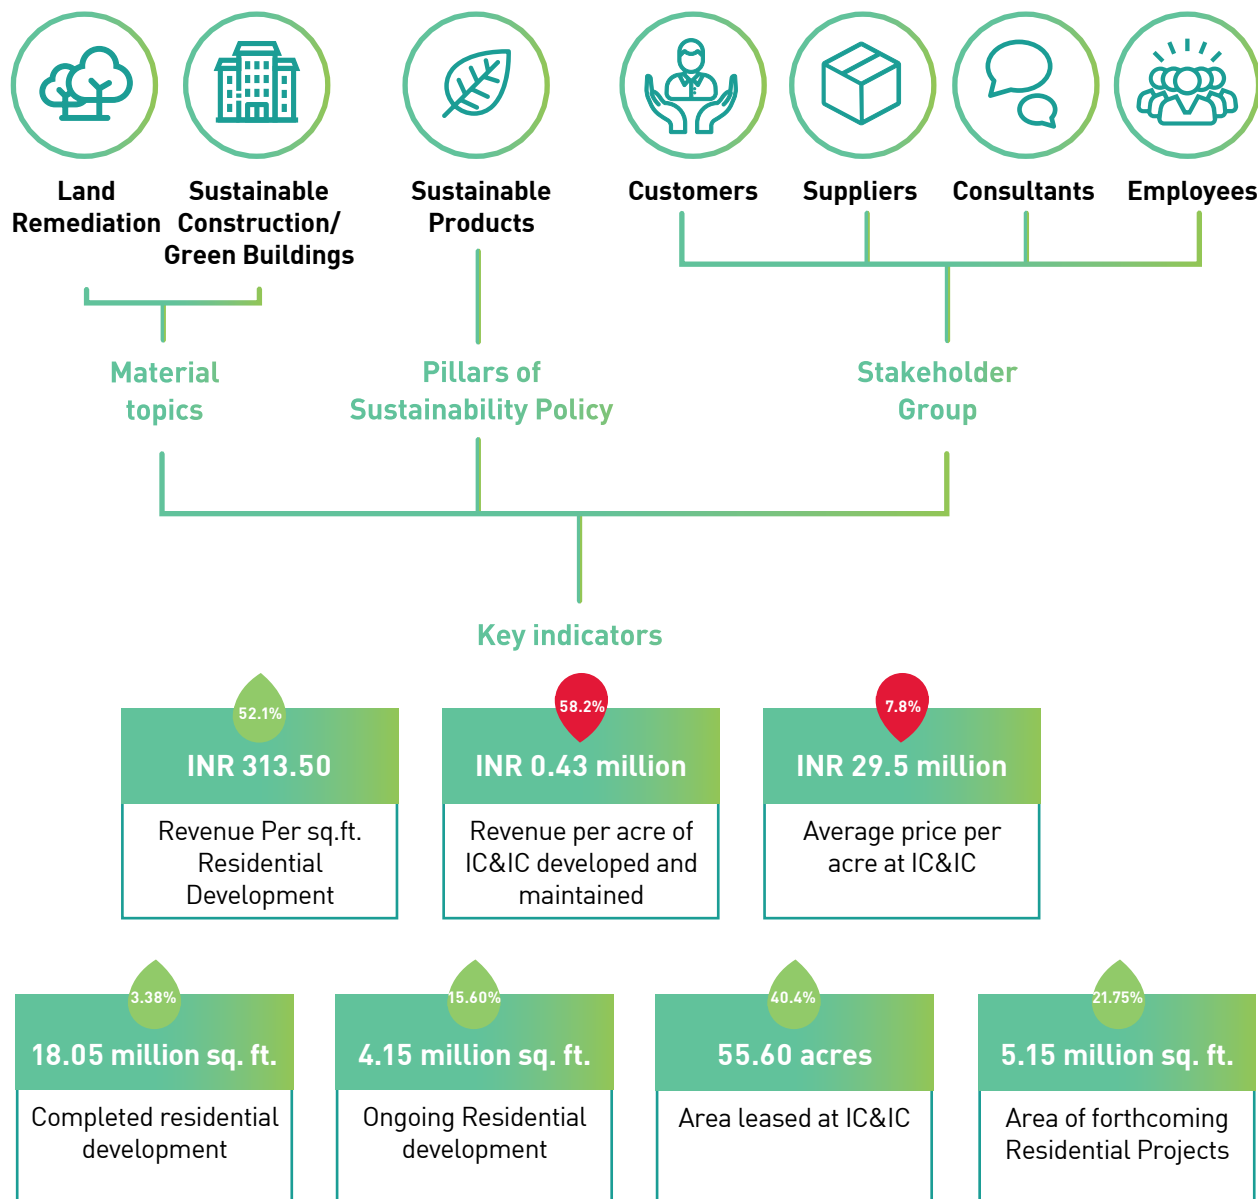 Land
Remediation
Sustainable
Construction/
Green Buildings
Sustainable
Products
Customers
Suppliers
Consultants
Employees
Material
topics
Pillars of
Sustainability Policy
Stakeholder
Group
Key indicators
52.1%
INR 313.50
Revenue Per sq.ft.
Residential
Development
58.2%
INR 0.43 million
Revenue per acre of
IC&IC developed and
maintained
7.8%
INR 29.5 million
Average price per
acre at IC&IC
3.38%
18.05 million sq. ft.
Completed residential
development
15.60%
4.15 million sq. ft.
Ongoing Residential
development
40.4%
55.60 acres
Area leased at IC&IC
21.75%
5.15 million sq. ft.
Area of forthcoming
Residential Projects